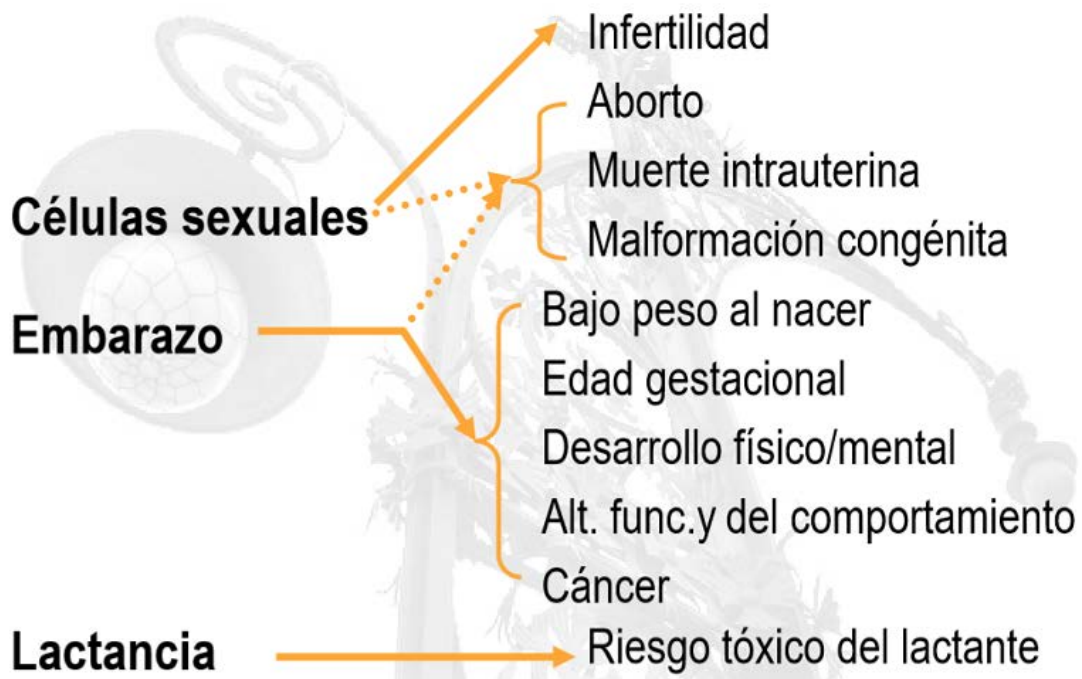 Infertilidad
Aborto
Muerte intrauterina
Células sexuales
Malformación congénita
Bajo peso al nacer
Embarazo
Edad gestacional
Desarrollo físico/mental
Alt. func.y del comportamiento
Cáncer
Lactancia
Riesgo tóxico del lactante